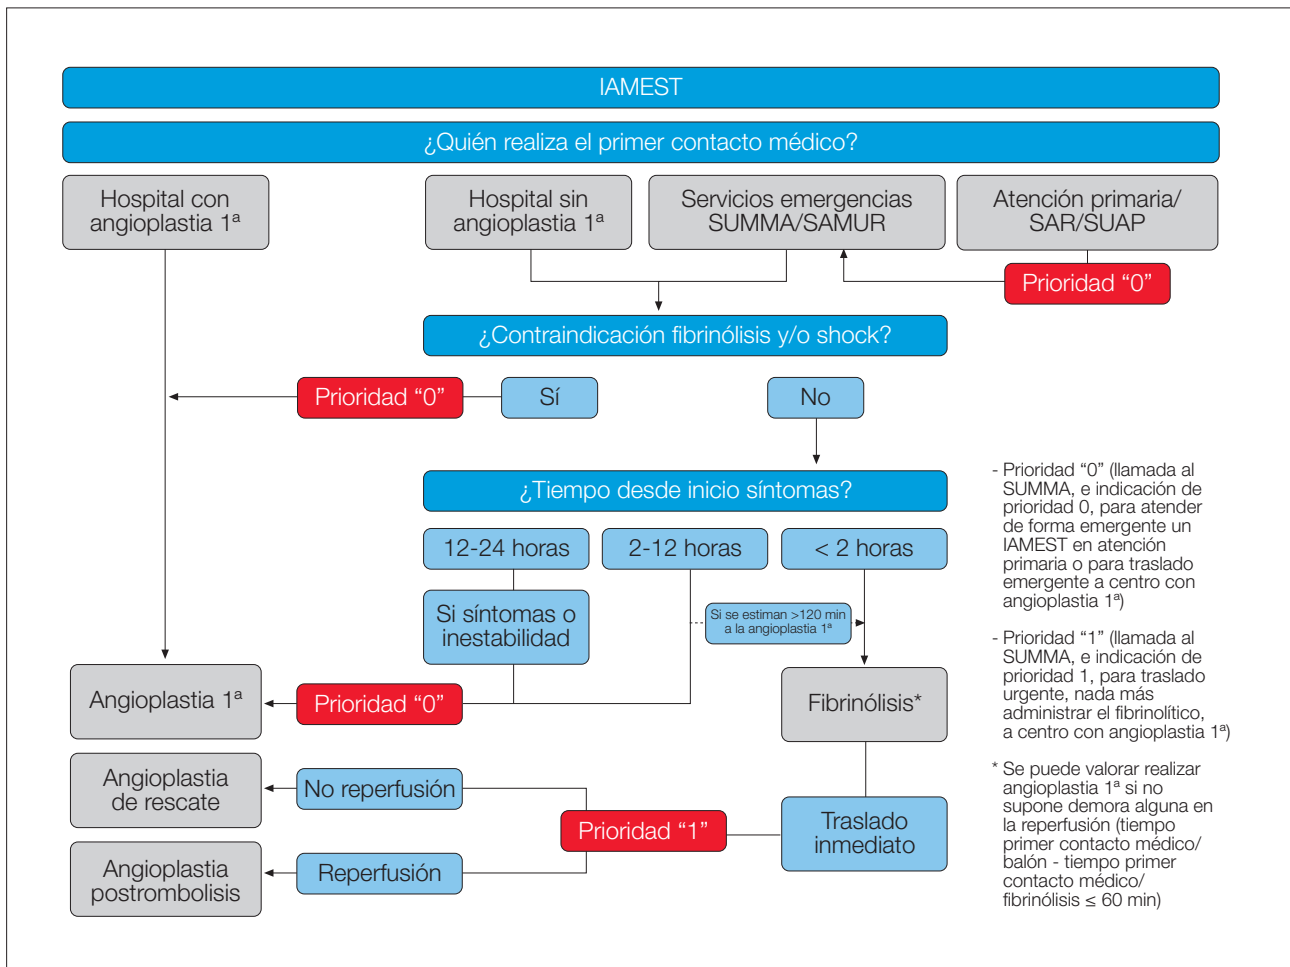 IAMEST
¿Quién realiza el primer contacto médico?
Hospital con
angioplastia 1ª
Hospital sin
angioplastia 1ª
Servicios emergencias
SUMMA/SAMUR
Atención primaria/
SAR/SUAP
Prioridad “0”
¿Contraindicación fibrinólisis y/o shock?
Prioridad “0”
Sí
No
¿Tiempo desde inicio síntomas?
12-24 horas
2-12 horas
< 2 horas
Si síntomas o
inestabilidad
Si se estiman >120 min
a la angioplastia 1ª
Angioplastia 1ª
Prioridad “0”
Fibrinólisis*
Angioplastia
de rescate
No reperfusión
Prioridad “1”
Traslado
inmediato
Angioplastia
postrombolisis
Reperfusión
- Prioridad “0” (llamada al
SUMMA, e indicación de
prioridad 0, para atender
de forma emergente un
IAMEST en atención
primaria o para traslado
emergente a centro con
angioplastia 1ª)
- Prioridad “1” (llamada al
SUMMA, e indicación de
prioridad 1, para traslado
urgente, nada más
administrar el fibrinolítico,
a centro con angioplastia 1ª)
* Se puede valorar realizar
angioplastia 1ª si no
supone demora alguna en
la reperfusión (tiempo
primer contacto médico/
balón - tiempo primer
contacto médico/
fibrinólisis ≤ 60 min)